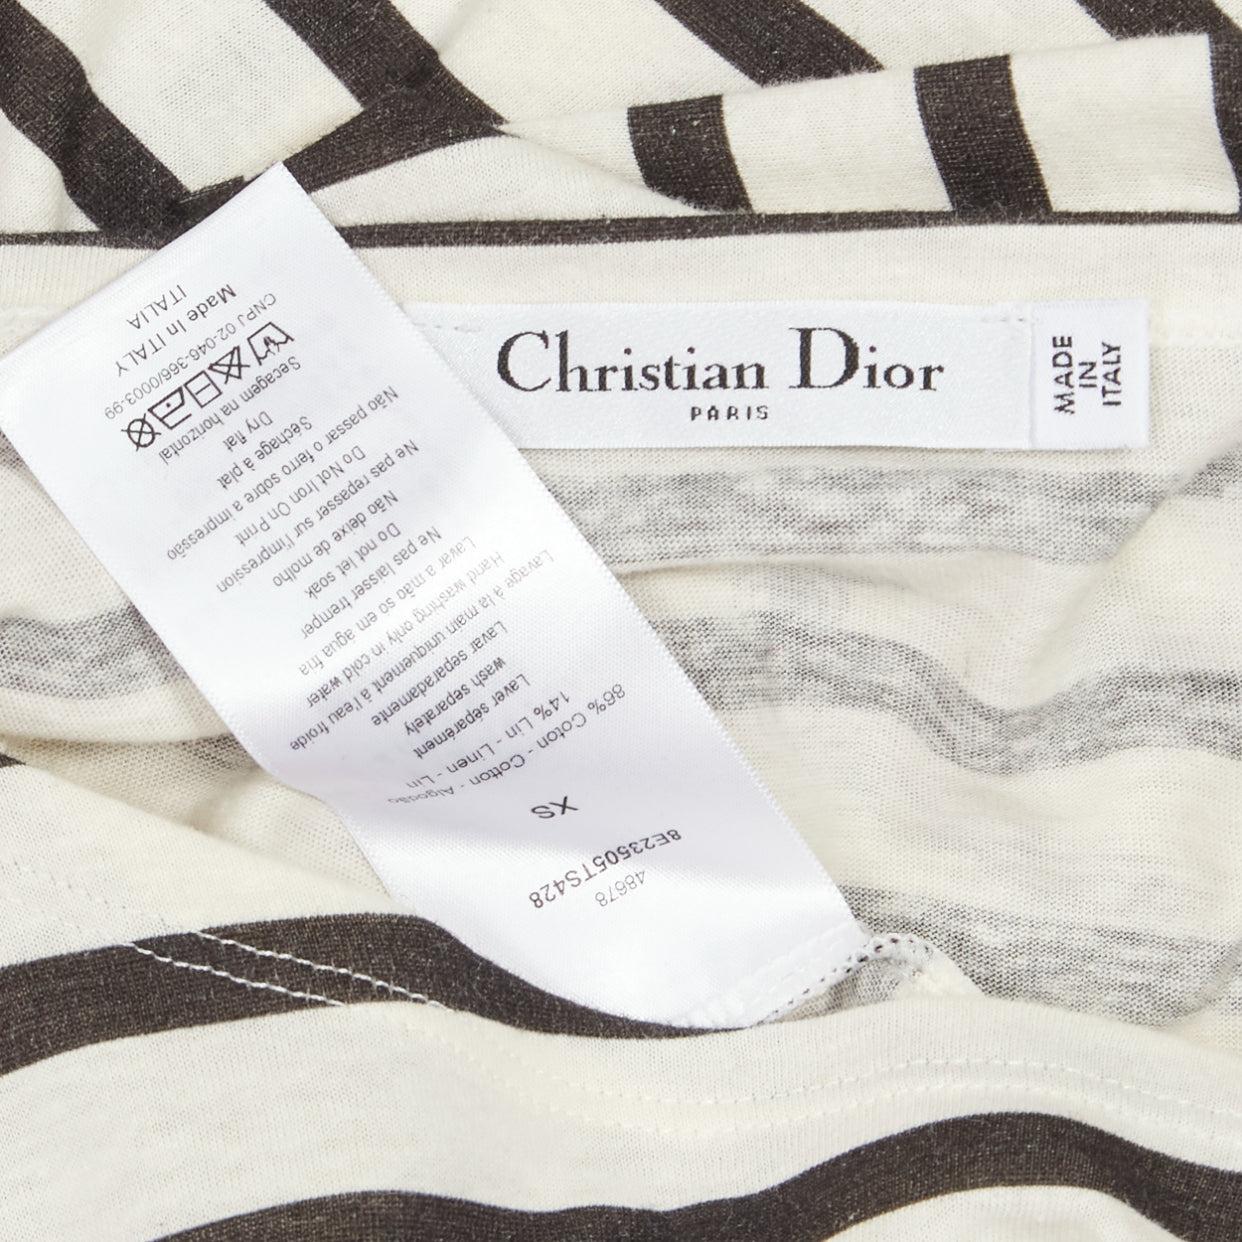 Christian Dior
PARIS
MADE
IN
ITALY
48678
8E23505TS428
XS
86% Coton - Cotton - Algodão
14% Lin - Linen - Lin
Laver séparément
wash separately
Lavar separadamente
Lavage à la main uniquement à l'eau froide
Hand washing only in cold water
Lavar a mão so em agua fria
Ne pas laisser tremper
Do not let soak
Não deixe de molho
Ne pas repasser sur l'impression
Do Not Iron On Print
Não passar o ferro sobre a impressão
Séchage à plat
Dry flat
Secagem na horizontal
CNPJ 02-046-366/0003-99
Made In ITALY
ITALIA